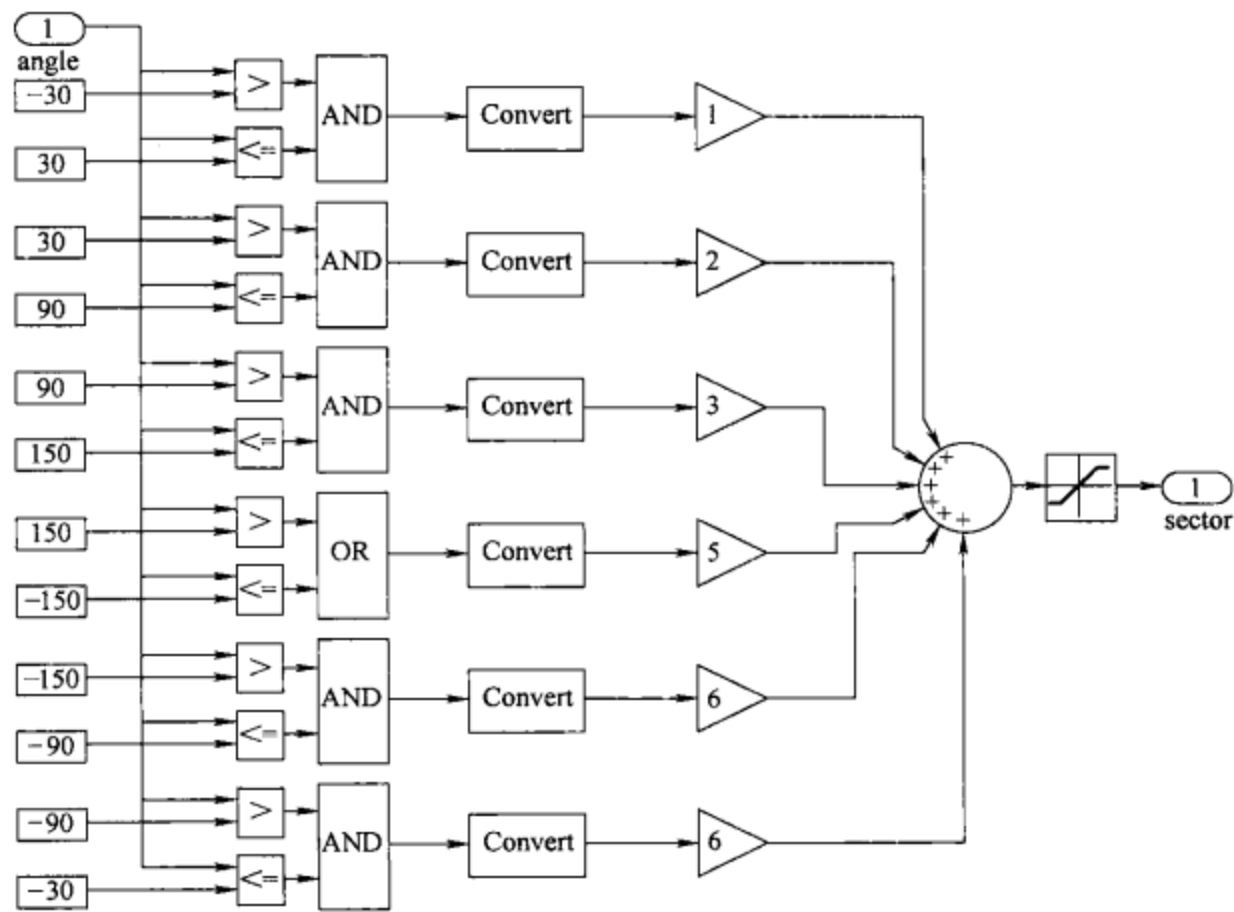 1
angle
−30
>
AND
Convert
1
30
<=
30
>
AND
Convert
2
90
<=
90
>
AND
Convert
3
150
<=
+
+
+
+
+
+
1
sector
150
>
OR
Convert
5
−150
<=
−150
>
AND
Convert
6
−90
<=
−90
>
AND
Convert
6
−30
<=